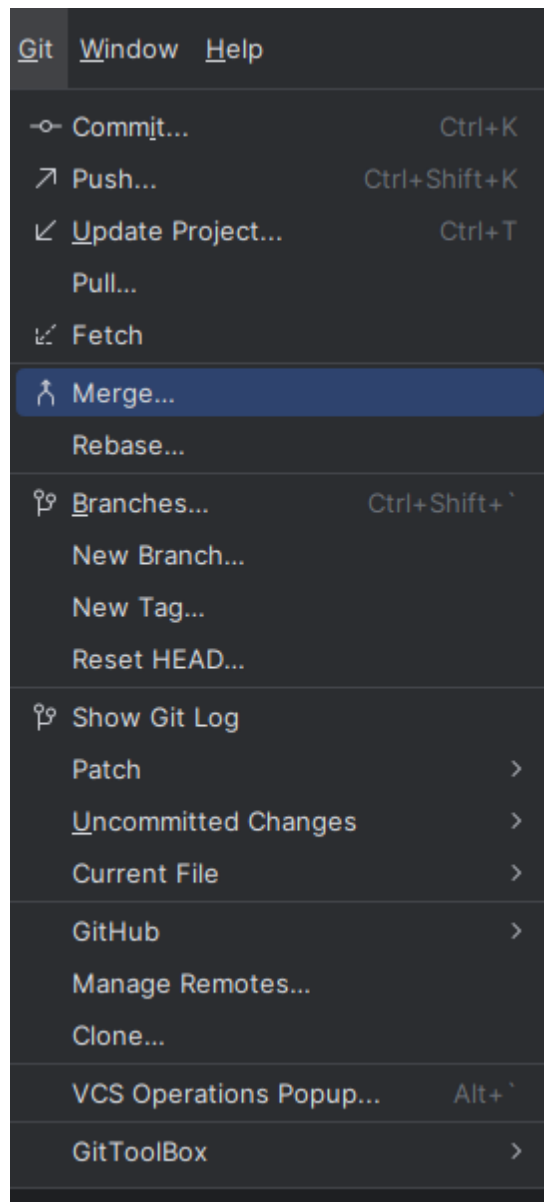 Git Window Help
Commit... Ctrl+K
Push... Ctrl+Shift+K
Update Project... Ctrl+T
Pull...
Fetch
Merge...
Rebase...
Branches... Ctrl+Shift+`
New Branch...
New Tag...
Reset HEAD...
Show Git Log
Patch
Uncommitted Changes
Current File
GitHub
Manage Remotes...
Clone...
VCS Operations Popup... Alt+`
GitToolBox